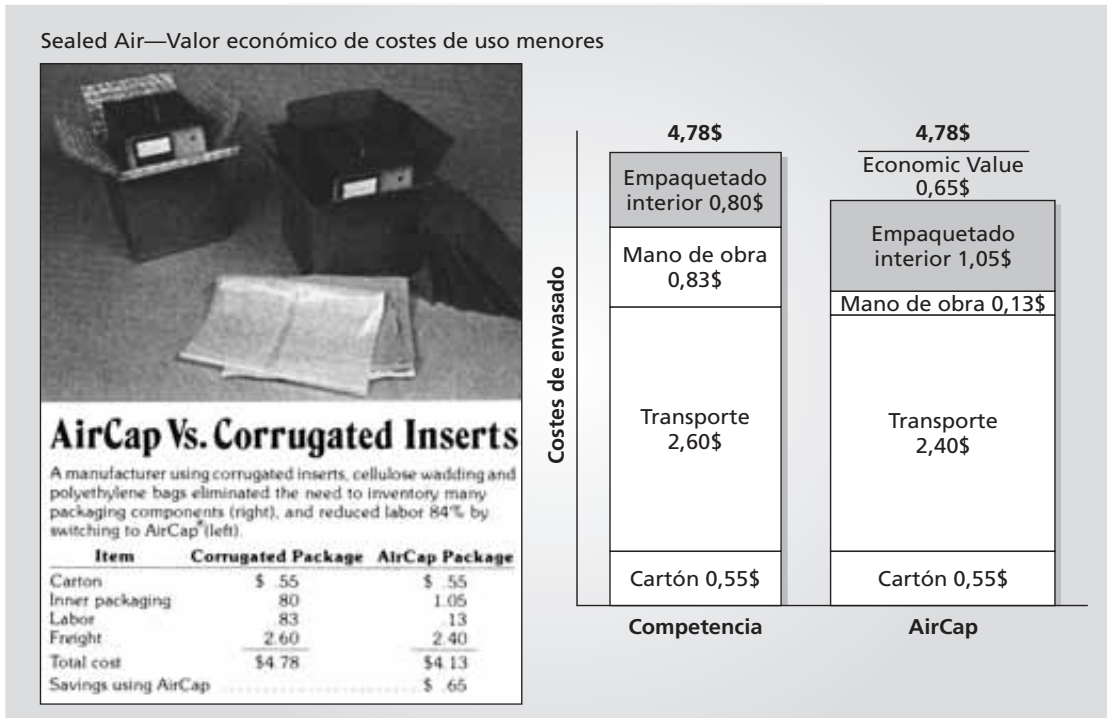 Sealed Air—Valor económico de costes de uso menores
AirCap Vs. Corrugated Inserts
A manufacturer using corrugated inserts, cellulose wadding and
polyethylene bags eliminated the need to inventory many
packaging components (right), and reduced labor 84% by
switching to AirCap® (left).
Item Corrugated Package AirCap Package
Carton $ .55 $ .55
Inner packaging 80 1.05
Labor 83 .13
Freight 2.60 2.40
Total cost $4.78 $4.13
Savings using AirCap $ .65
Costes de envasado
4,78$
Empaquetado
interior 0,80$
Mano de obra
0,83$
Transporte
2,60$
Cartón 0,55$
Competencia
4,78$
Economic Value
0,65$
Empaquetado
interior 1,05$
Mano de obra 0,13$
Transporte
2,40$
Cartón 0,55$
AirCap